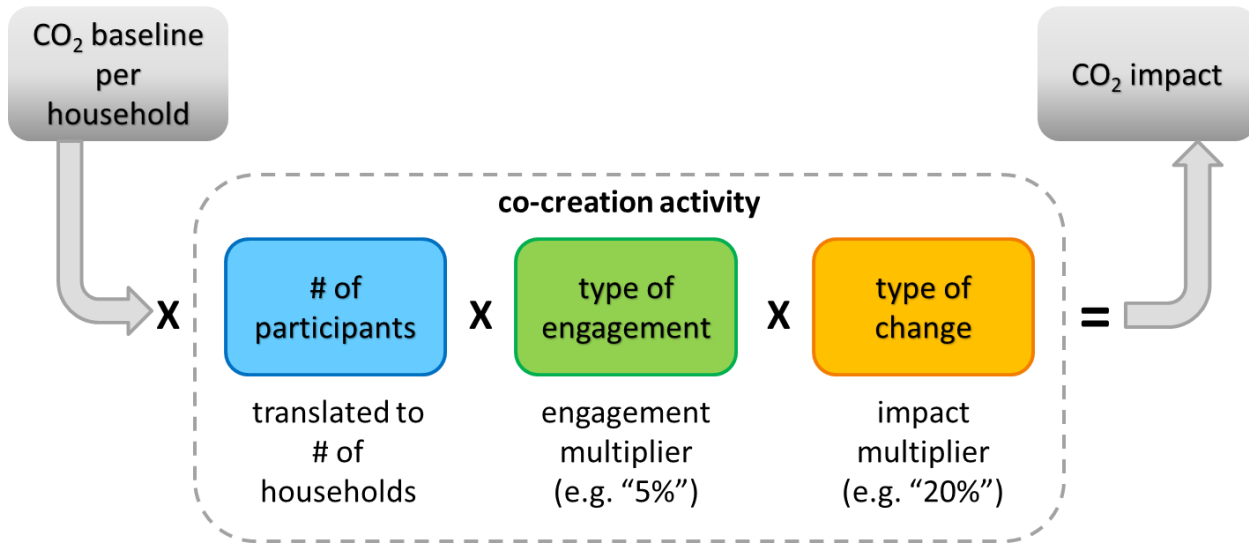 CO₂ baseline
per
household
CO₂ impact
co-creation activity
X
# of
participants
X
type of
engagement
X
type of
change
=
translated to
# of
households
engagement
multiplier
(e.g. “5%”)
impact
multiplier
(e.g. “20%”)